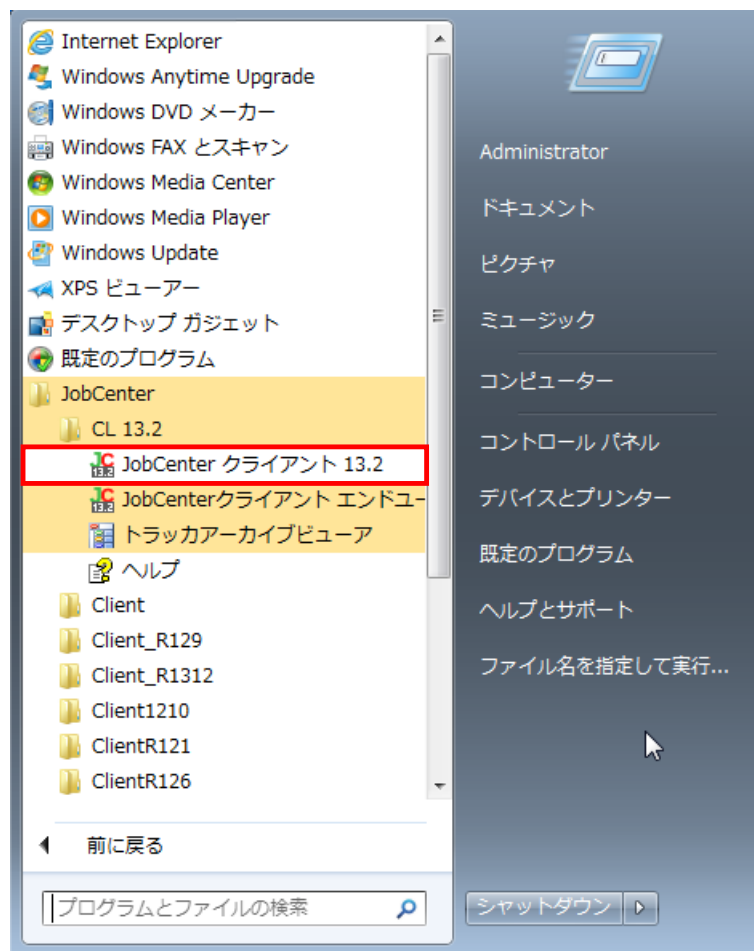 Internet Explorer
Windows Anytime Upgrade
Windows DVD メーカー
Windows FAX とスキャン
Windows Media Center
Windows Media Player
Windows Update
XPS ビューアー
デスクトップ ガジェット
既定のプログラム
JobCenter
CL 13.2
JobCenter クライアント 13.2
JobCenterクライアント エンドユー
トラッカアーカイブビューア
ヘルプ
Client
Client_R129
Client_R1312
Client1210
ClientR121
ClientR126
前に戻る
プログラムとファイルの検索
Administrator
ドキュメント
ピクチャ
ミュージック
コンピューター
コントロール パネル
デバイスとプリンター
既定のプログラム
ヘルプとサポート
ファイル名を指定して実行...
シャットダウン